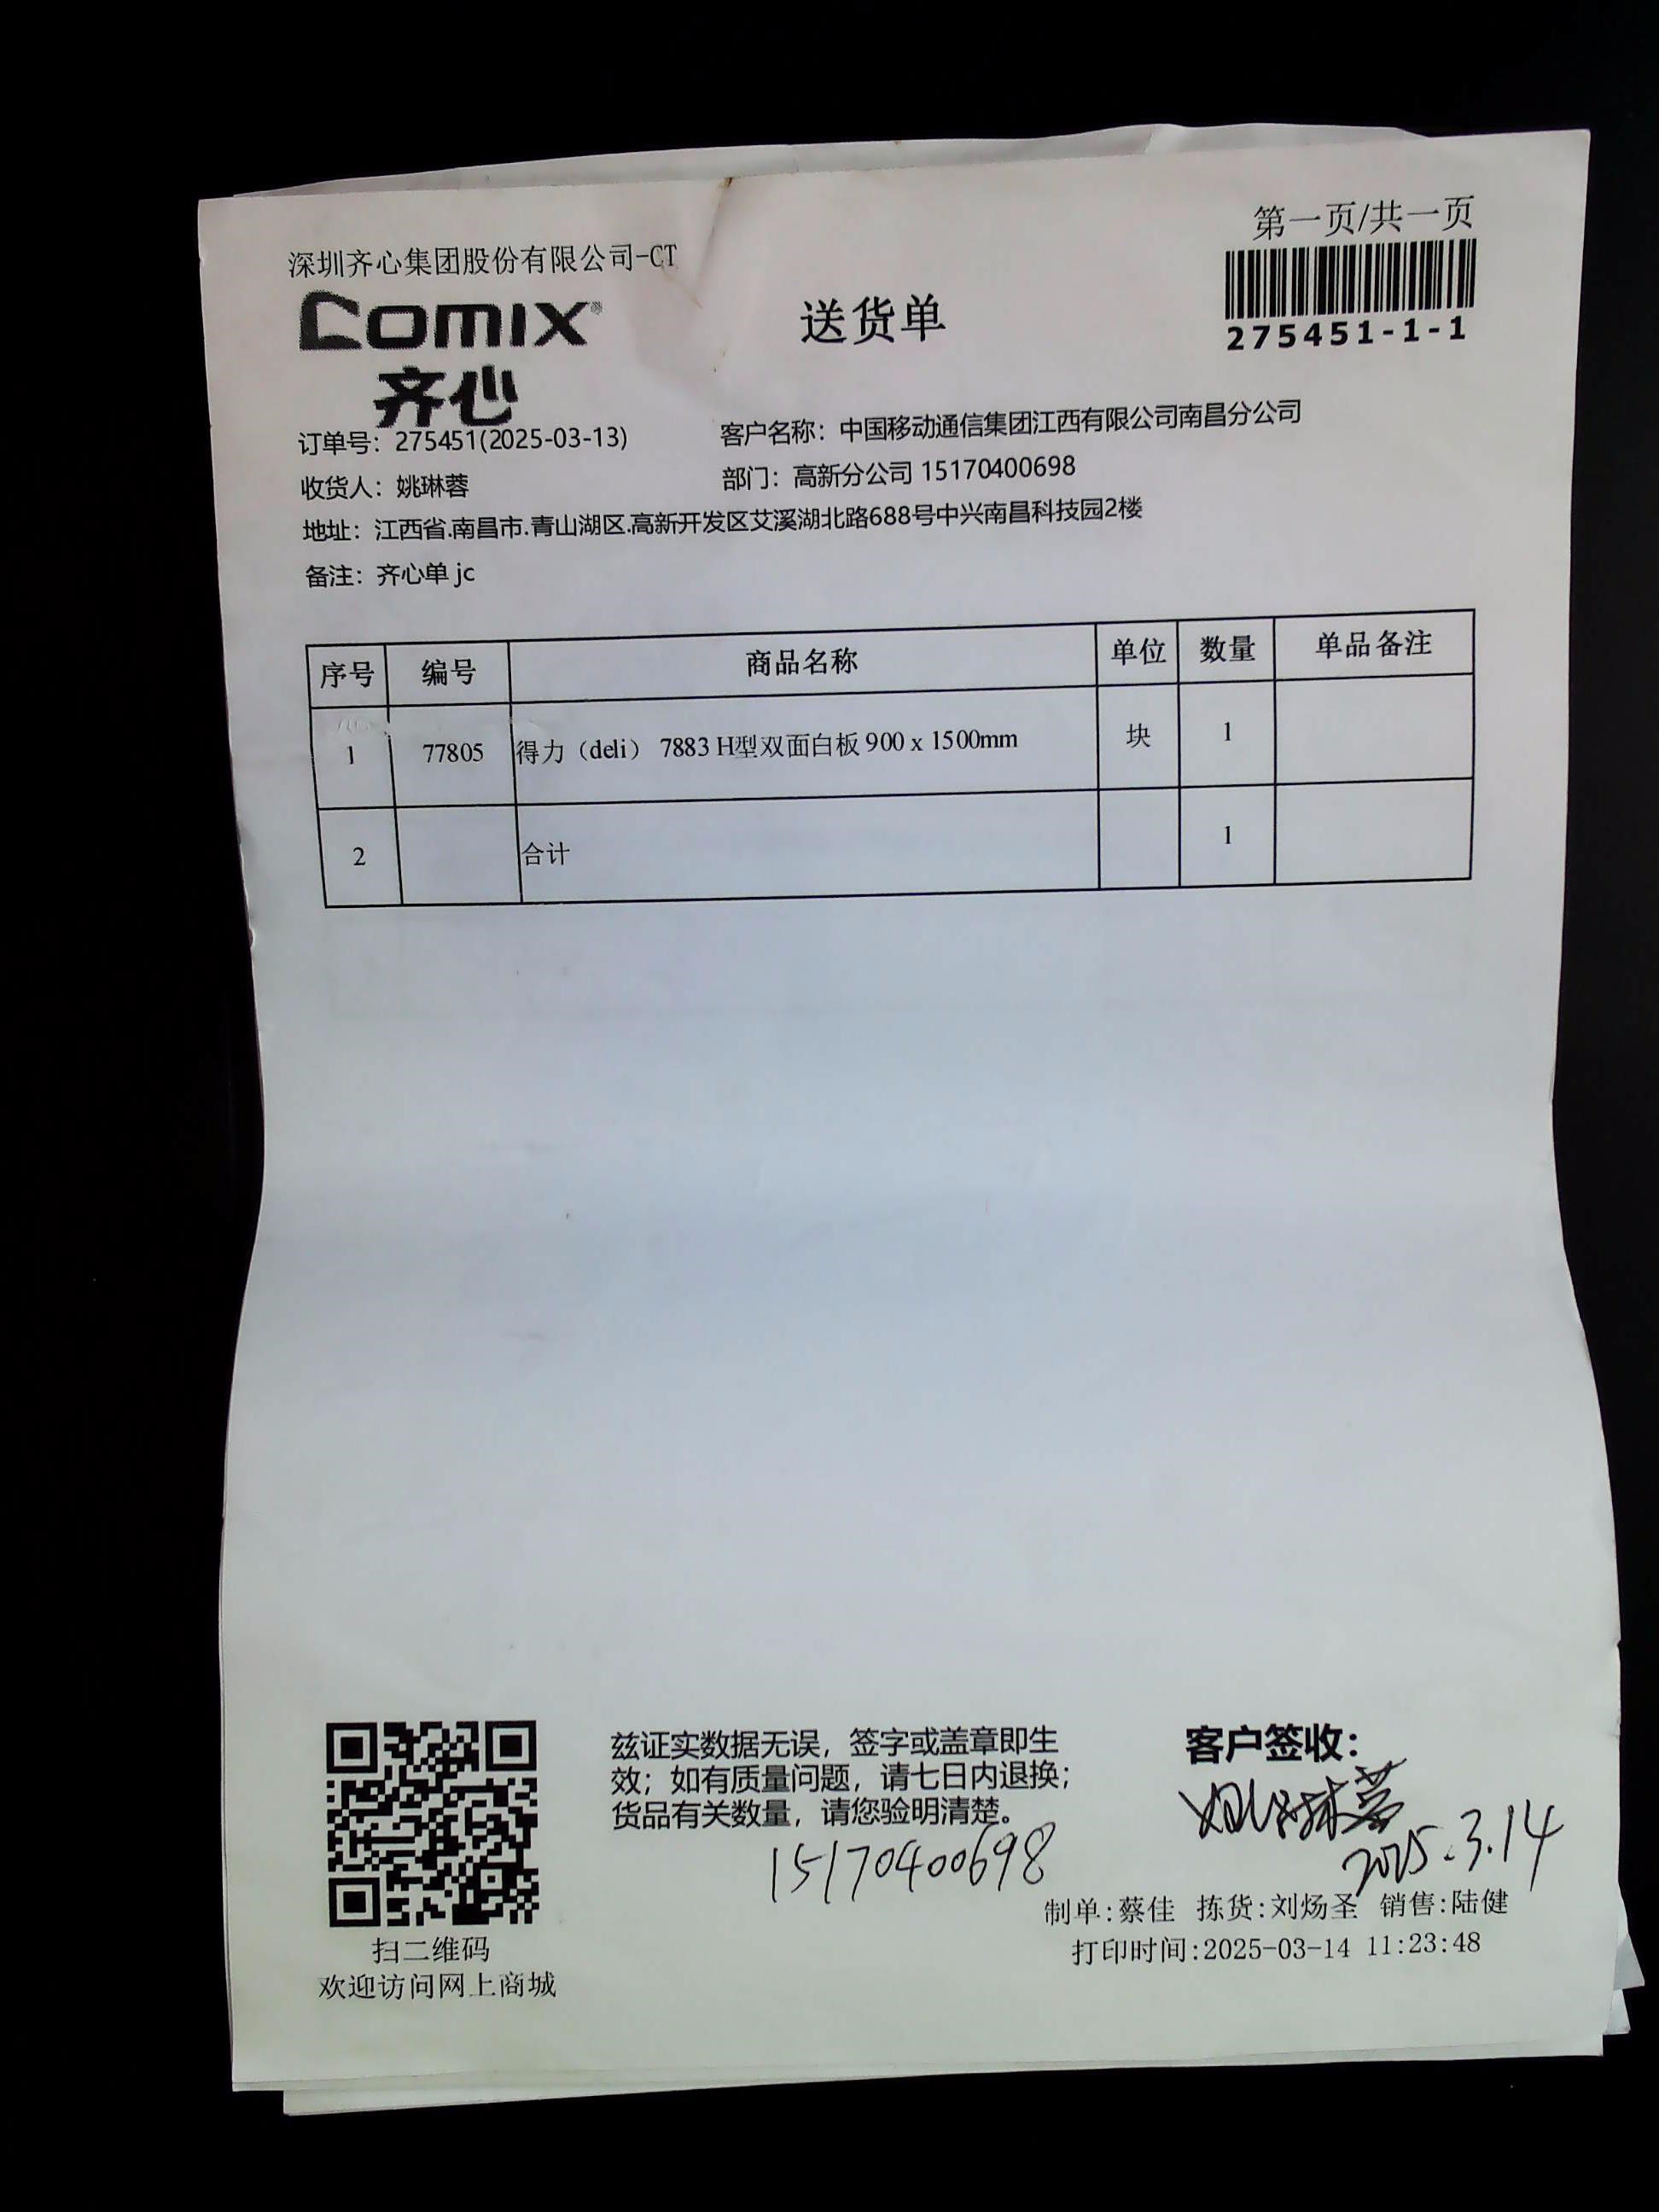 第一页/共一页
深圳齐心集团股份有限公司-CT
comix®
齐心
送货单
275451-1-1
订单号：275451(2025-03-13)
客户名称：中国移动通信集团江西有限公司南昌分公司
收货人：姚琳蓉
部门：高新分公司 15170400698
地址：江西省.南昌市.青山湖区.高新开发区艾溪湖北路688号中兴南昌科技园2楼
备注：齐心单 jc
序号 编号 商品名称 单位 数量 单品备注
1 77805 得力（deli） 7883 H型双面白板 900 x 1500mm 块 1
2 合计 1
兹证实数据无误，签字或盖章即生
效；如有质量问题，请七日内退换；
货品有关数量，请您验明清楚。
15170400698
客户签收：
姚琳蓉
2025.3.14
制单:蔡佳 拣货:刘炀圣 销售:陆健
打印时间:2025-03-14 11:23:48
扫二维码
欢迎访问网上商城